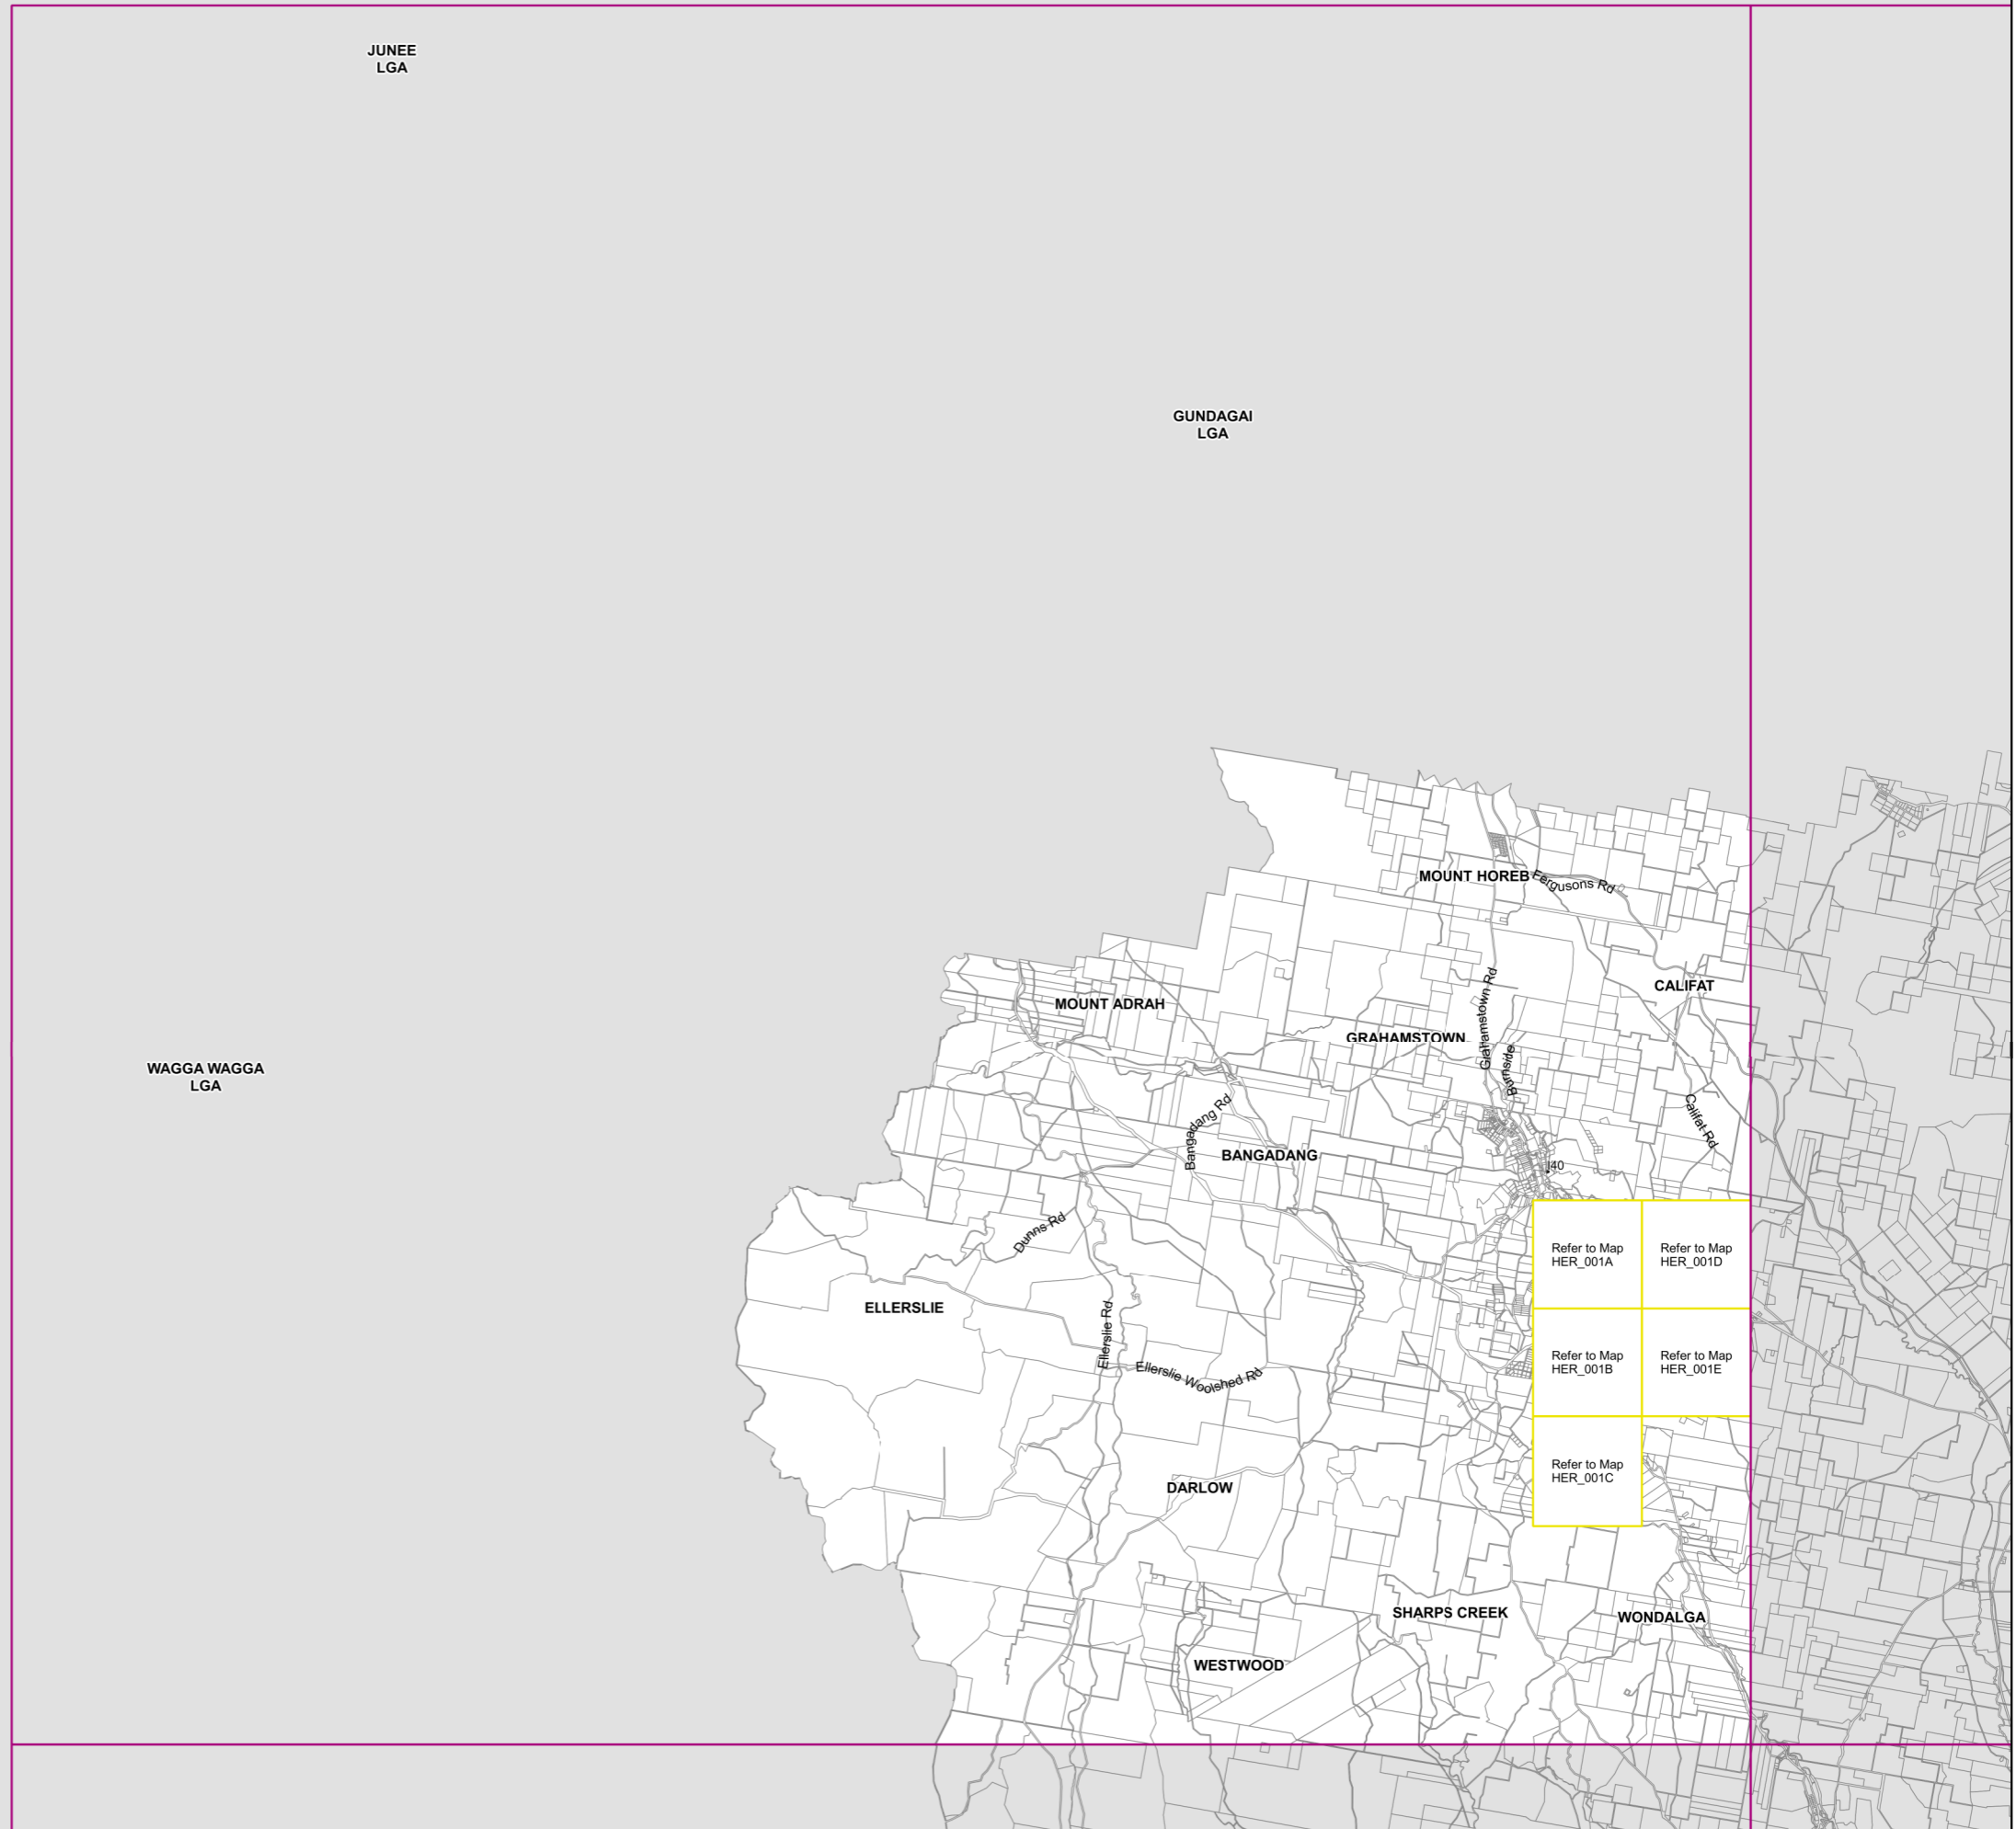 JUNEE
LGA
GUNDAGAI
LGA
MOUNT HOREB
Fergusons Rd
CALIFAT
Grahamstown Rd
MOUNT ADRAH
GRAHAMSTOWN
Burnside
WAGGA WAGGA
LGA
Bangadang Rd
Califat Rd
BANGADANG
I40
Dunns Rd
Refer to Map
HER_001A
Refer to Map
HER_001D
ELLERSLIE
Ellerslie Rd
Ellerslie Woolshed Rd
Refer to Map
HER_001B
Refer to Map
HER_001E
Refer to Map
HER_001C
DARLOW
SHARPS CREEK
WONDALGA
WESTWOOD